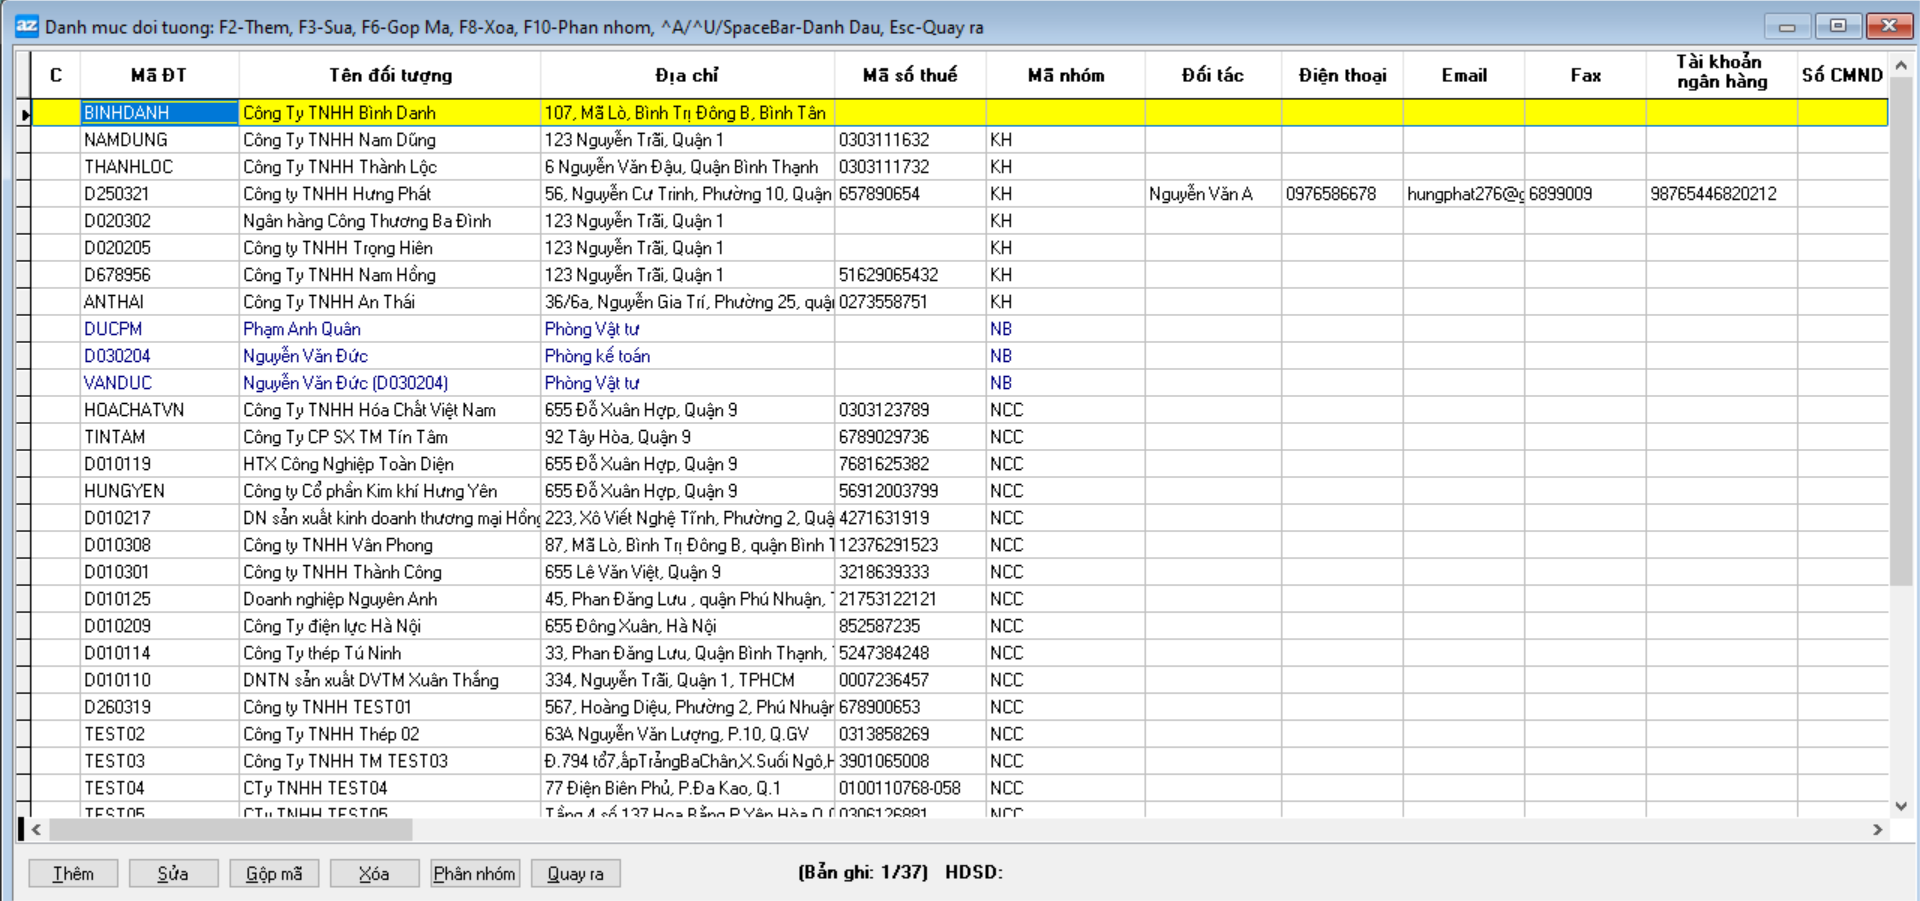 az Danh muc doi tuong: F2-Them, F3-Sua, F6-Gop Ma, F8-Xoa, F10-Phan nhom, ^A/^U/SpaceBar-Danh Dau, Esc-Quay ra
C Mã ĐT Tên đối tượng Địa chỉ Mã số thuế Mã nhóm Đối tác Điện thoại Email Fax Tài khoản ngân hàng Số CMND
BINHDANH Công Ty TNHH Bình Danh 107, Mã Lò, Bình Trị Đông B, Bình Tân
NAMDUNG Công Ty TNHH Nam Dũng 123 Nguyễn Trãi, Quận 1 0303111632 KH
THANHLOC Công Ty TNHH Thành Lộc 6 Nguyễn Văn Đậu, Quận Bình Thạnh 0303111732 KH
D250321 Công ty TNHH Hưng Phát 56, Nguyễn Cư Trinh, Phường 10, Quận 657890654 KH Nguyễn Văn A 0976586678 hungphat276@g 6899009 98765446820212
D020302 Ngân hàng Công Thương Ba Đình 123 Nguyễn Trãi, Quận 1 KH
D020205 Công ty TNHH Trọng Hiên 123 Nguyễn Trãi, Quận 1 KH
D678956 Công Ty TNHH Nam Hồng 123 Nguyễn Trãi, Quận 1 51629065432 KH
ANTHAI Công Ty TNHH An Thái 36/6a, Nguyễn Gia Trí, Phường 25, quậ 0273558751 KH
DUCPM Phạm Anh Quân Phòng Vật tư NB
D030204 Nguyễn Văn Đức Phòng kế toán NB
VANDUC Nguyễn Văn Đức (D030204) Phòng Vật tư NB
HOACHATVN Công Ty TNHH Hóa Chất Việt Nam 655 Đỗ Xuân Hợp, Quận 9 0303123789 NCC
TINTAM Công Ty CP SX TM Tín Tâm 92 Tây Hòa, Quận 9 6789029736 NCC
D010119 HTX Công Nghiệp Toàn Diện 655 Đỗ Xuân Hợp, Quận 9 7681625382 NCC
HUNGYEN Công ty Cổ phần Kim khí Hưng Yên 655 Đỗ Xuân Hợp, Quận 9 56912003799 NCC
D010217 DN sản xuất kinh doanh thương mại Hồng 223, Xô Viết Nghệ Tĩnh, Phường 2, Quậ 4271631919 NCC
D010308 Công ty TNHH Vân Phong 87, Mã Lò, Bình Trị Đông B, quận Bình T 12376291523 NCC
D010301 Công ty TNHH Thành Công 655 Lê Văn Việt, Quận 9 3218639333 NCC
D010125 Doanh nghiệp Nguyên Anh 45, Phan Đăng Lưu , quận Phú Nhuận, 21753122121 NCC
D010209 Công Ty điện lực Hà Nội 655 Đông Xuân, Hà Nội 852587235 NCC
D010114 Công Ty thép Tú Ninh 33, Phan Đăng Lưu, Quận Bình Thạnh, 5247384248 NCC
D010110 DNTN sản xuất DVTM Xuân Thắng 334, Nguyễn Trãi, Quận 1, TPHCM 0007236457 NCC
D260319 Công ty TNHH TEST01 567, Hoàng Diệu, Phường 2, Phú Nhuận 678900653 NCC
TEST02 Công Ty TNHH Thép 02 63A Nguyễn Văn Lượng, P.10, Q.GV 0313858269 NCC
TEST03 Công Ty TNHH TM TEST03 Đ.794 tổ7,ấpTrảngBaChân,X.Suối Ngô,H 3901065008 NCC
TEST04 CTy TNHH TEST04 77 Điện Biên Phủ, P.Đa Kao, Q.1 0100110768-058 NCC
TEST05 CTy TNHH TEST05 Tầng 4 số 137 Hoa Bằng P.Yên Hòa 0306126881 NCC
Thêm Sửa Gộp mã Xóa Phân nhóm Quay ra (Bản ghi: 1/37) HDSD: